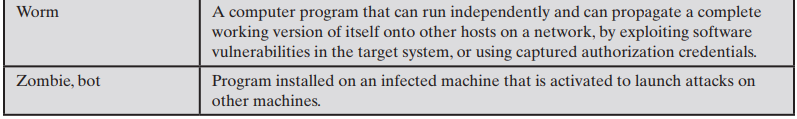 Worm
A computer program that can run independently and can propagate a complete
working version of itself onto other hosts on a network, by exploiting software
vulnerabilities in the target system, or using captured authorization credentials.
Zombie, bot
Program installed on an infected machine that is activated to launch attacks on
other machines.